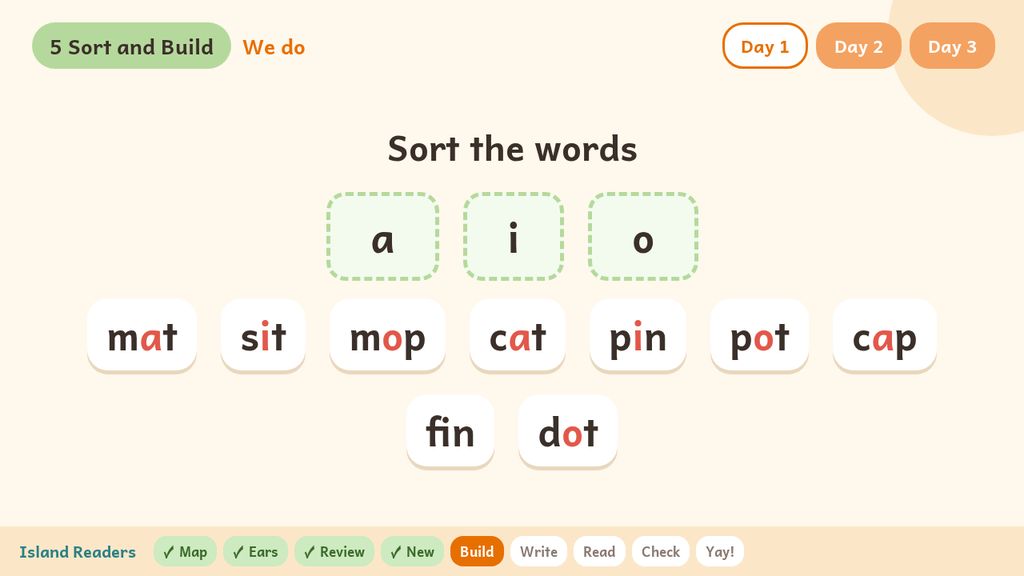 5 Sort and Build We do Day 1 Day 2 Day 3
Sort the words
a i o
mat sit mop cat pin pot cap
fin dot
Island Readers ✓ Map ✓ Ears ✓ Review ✓ New Build Write Read Check Yay!